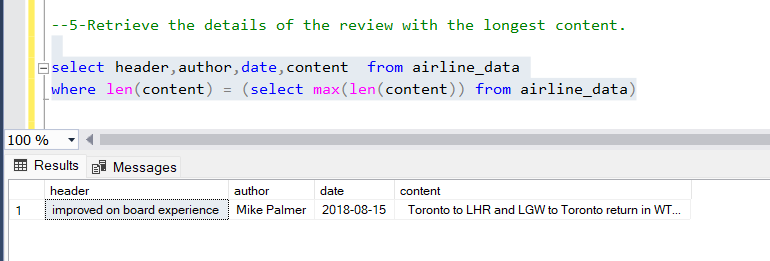 --5-Retrieve the details of the review with the longest content.
select header,author,date,content  from airline_data
where len(content) = (select max(len(content)) from airline_data)
100 %
Results Messages
header author date content
1 improved on board experience Mike Palmer 2018-08-15 Toronto to LHR and LGW to Toronto return in WT...